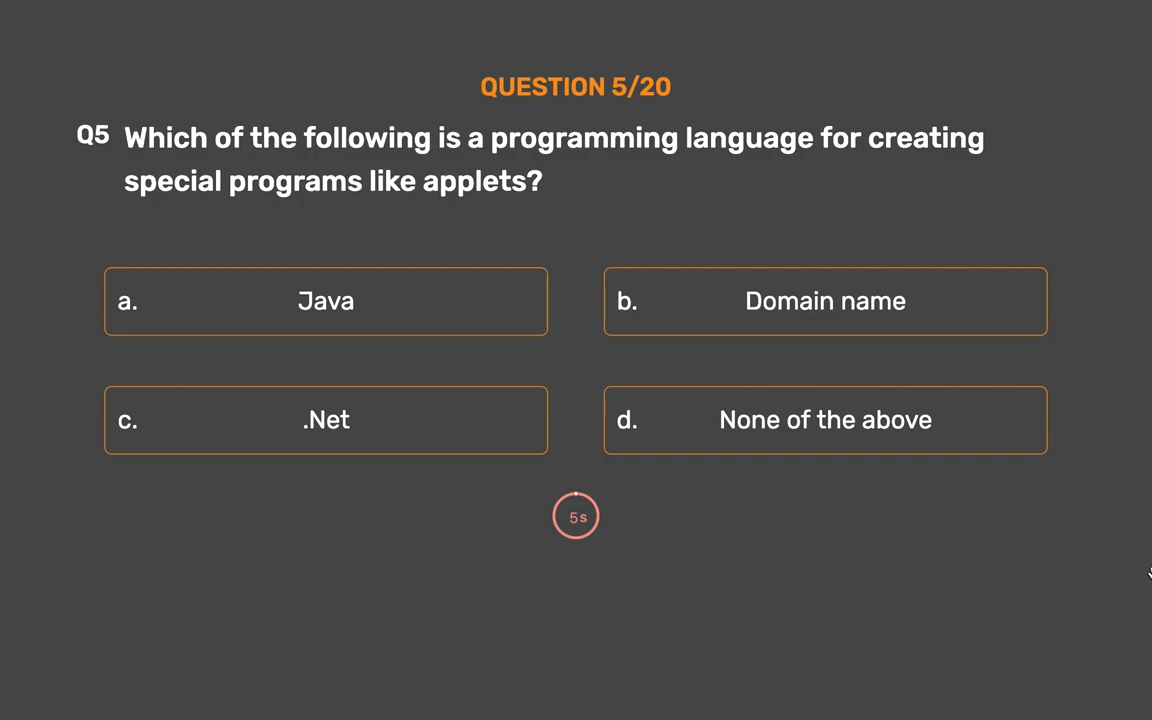 QUESTION 5/20
Q5 Which of the following is a programming language for creating
special programs like applets?
a. Java
b. Domain name
c. .Net
d. None of the above
5s